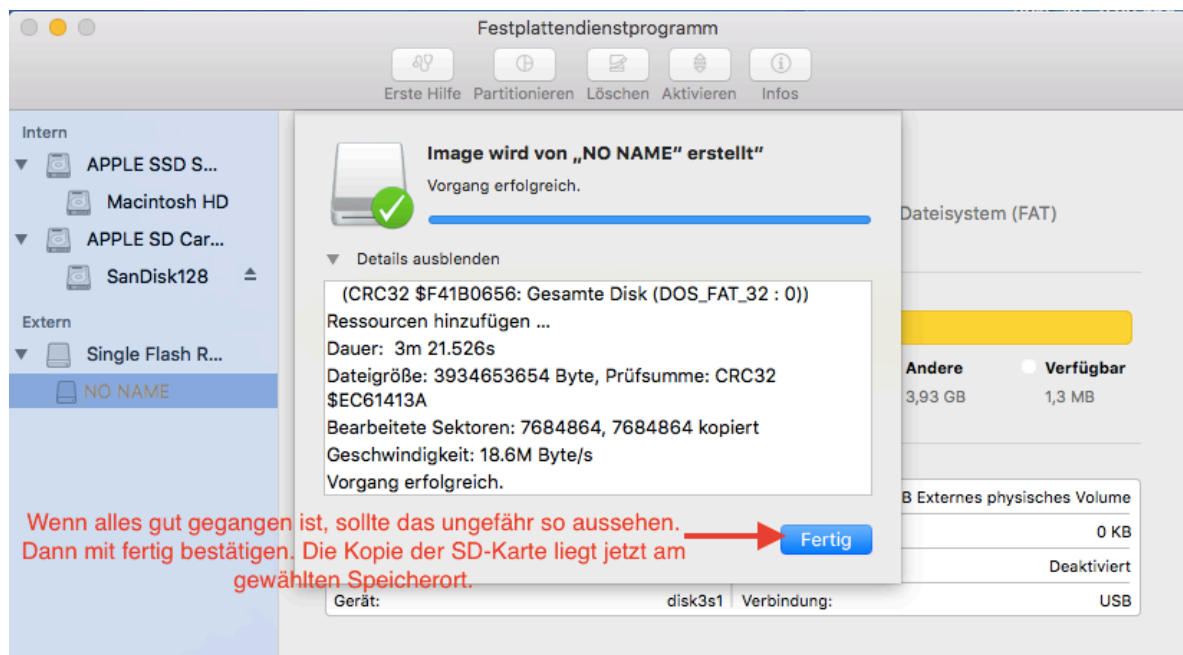 Festplattendienstprogramm
Erste Hilfe Partitionieren Löschen Aktivieren Infos
Intern
APPLE SSD S...
Macintosh HD
APPLE SD Car...
SanDisk128
Extern
Single Flash R...
NO NAME
Image wird von „NO NAME“ erstellt“
Vorgang erfolgreich.
Details ausblenden
(CRC32 $F41B0656: Gesamte Disk (DOS_FAT_32 : 0))
Ressourcen hinzufügen ...
Dauer: 3m 21.526s
Dateigröße: 3934653654 Byte, Prüfsumme: CRC32
$EC61413A
Bearbeitete Sektoren: 7684864, 7684864 kopiert
Geschwindigkeit: 18.6M Byte/s
Vorgang erfolgreich.
Fertig
Wenn alles gut gegangen ist, sollte das ungefähr so aussehen.
Dann mit fertig bestätigen. Die Kopie der SD-Karte liegt jetzt am
gewählten Speicherort.
Dateisystem (FAT)
Andere Verfügbar
3,93 GB 1,3 MB
B Externes physisches Volume
0 KB
Deaktiviert
Gerät: disk3s1 Verbindung: USB